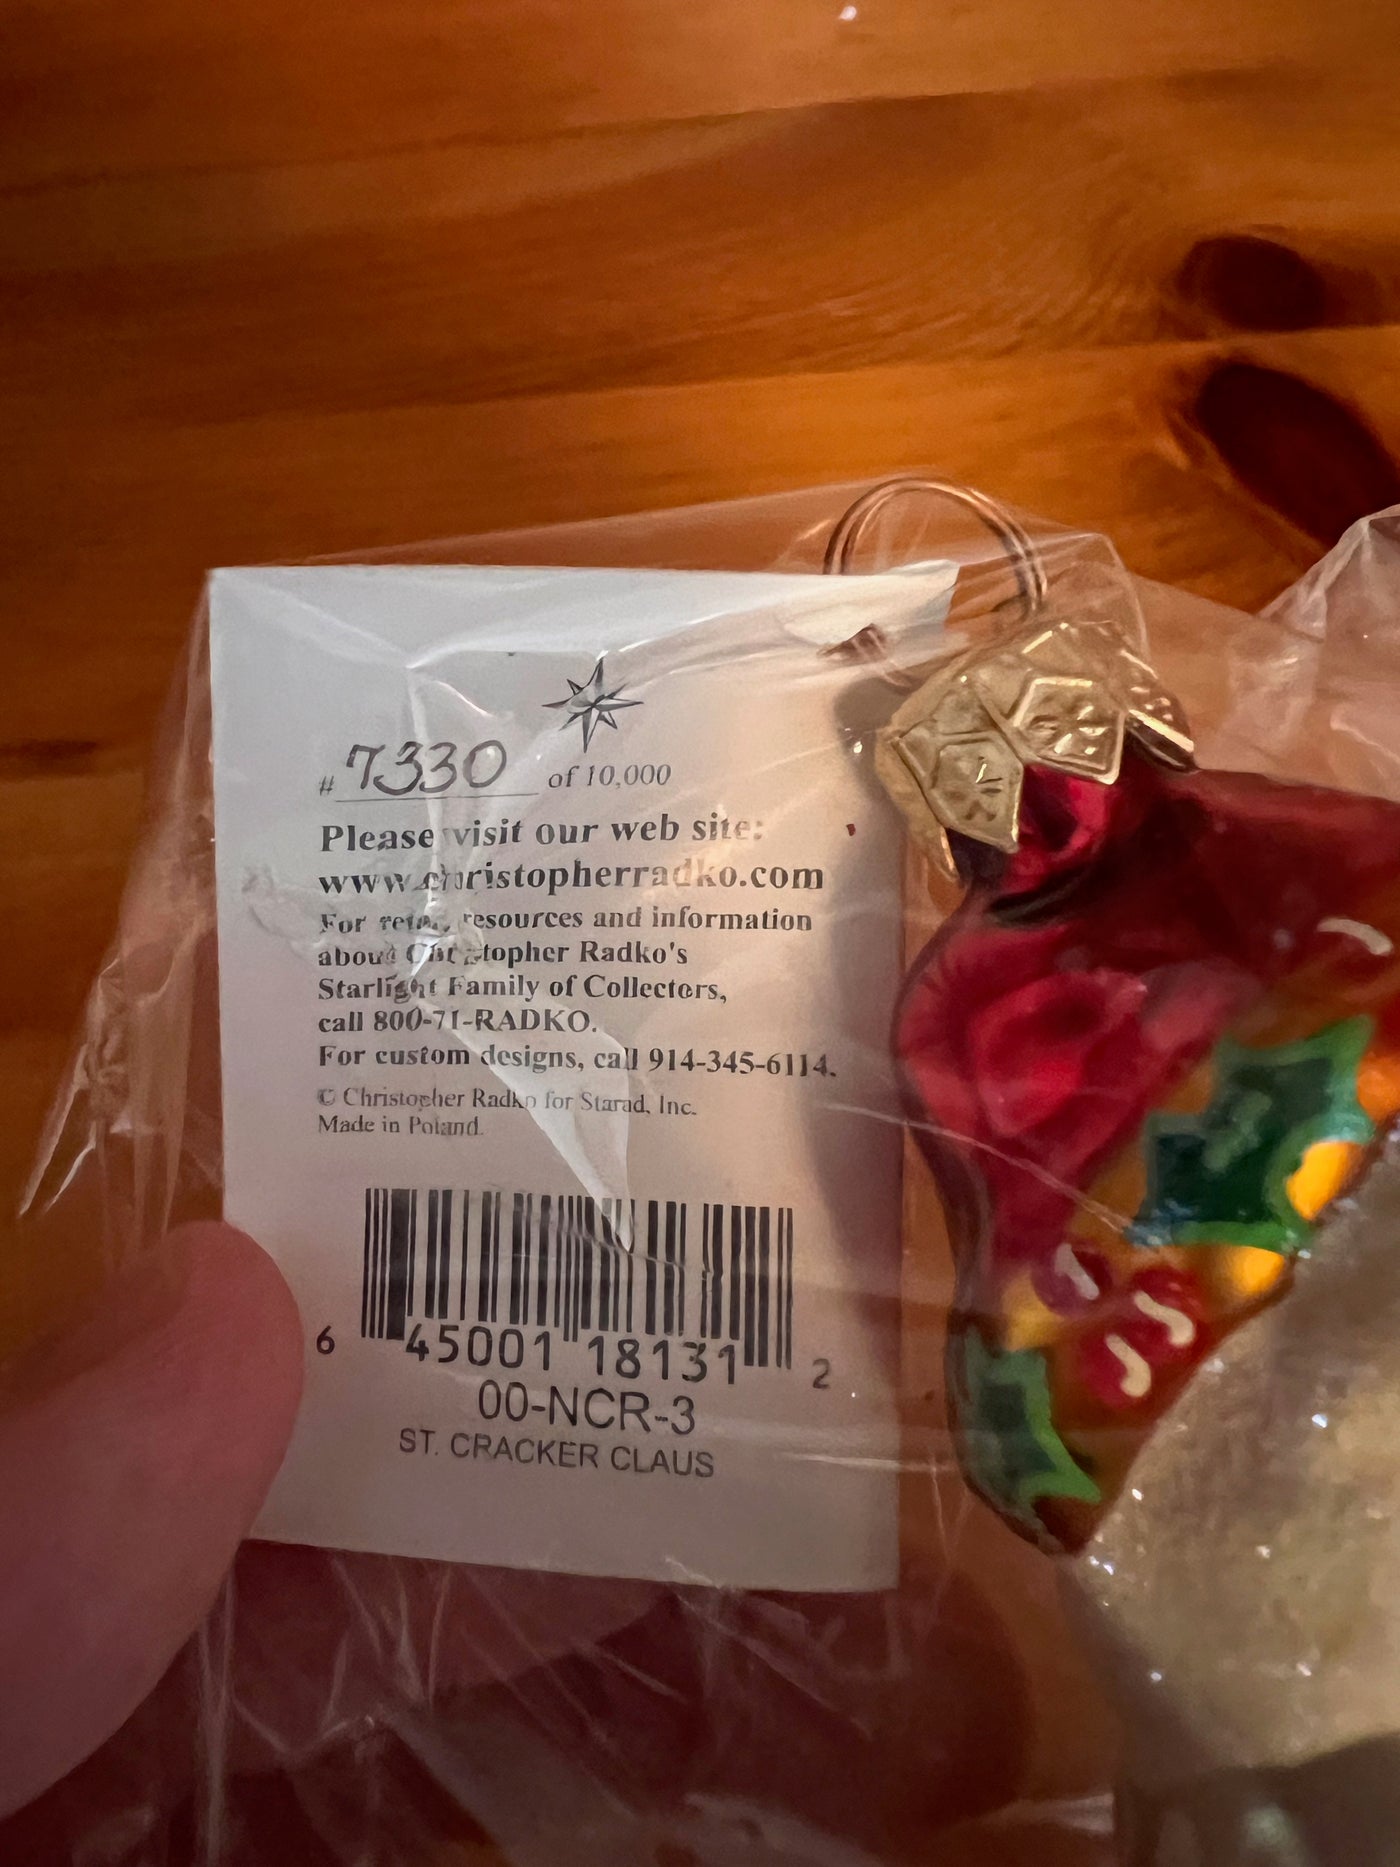 # 7330 of 10,000
Please visit our web site:
www.christopherradko.com
For retail resources and information
about Christopher Radko's
Starlight Family of Collectors,
call 800-71-RADKO.
For custom designs, call 914-345-6114.
© Christopher Radko for Starad, Inc.
Made in Poland.
6 45001 18131 2
00-NCR-3
ST. CRACKER CLAUS